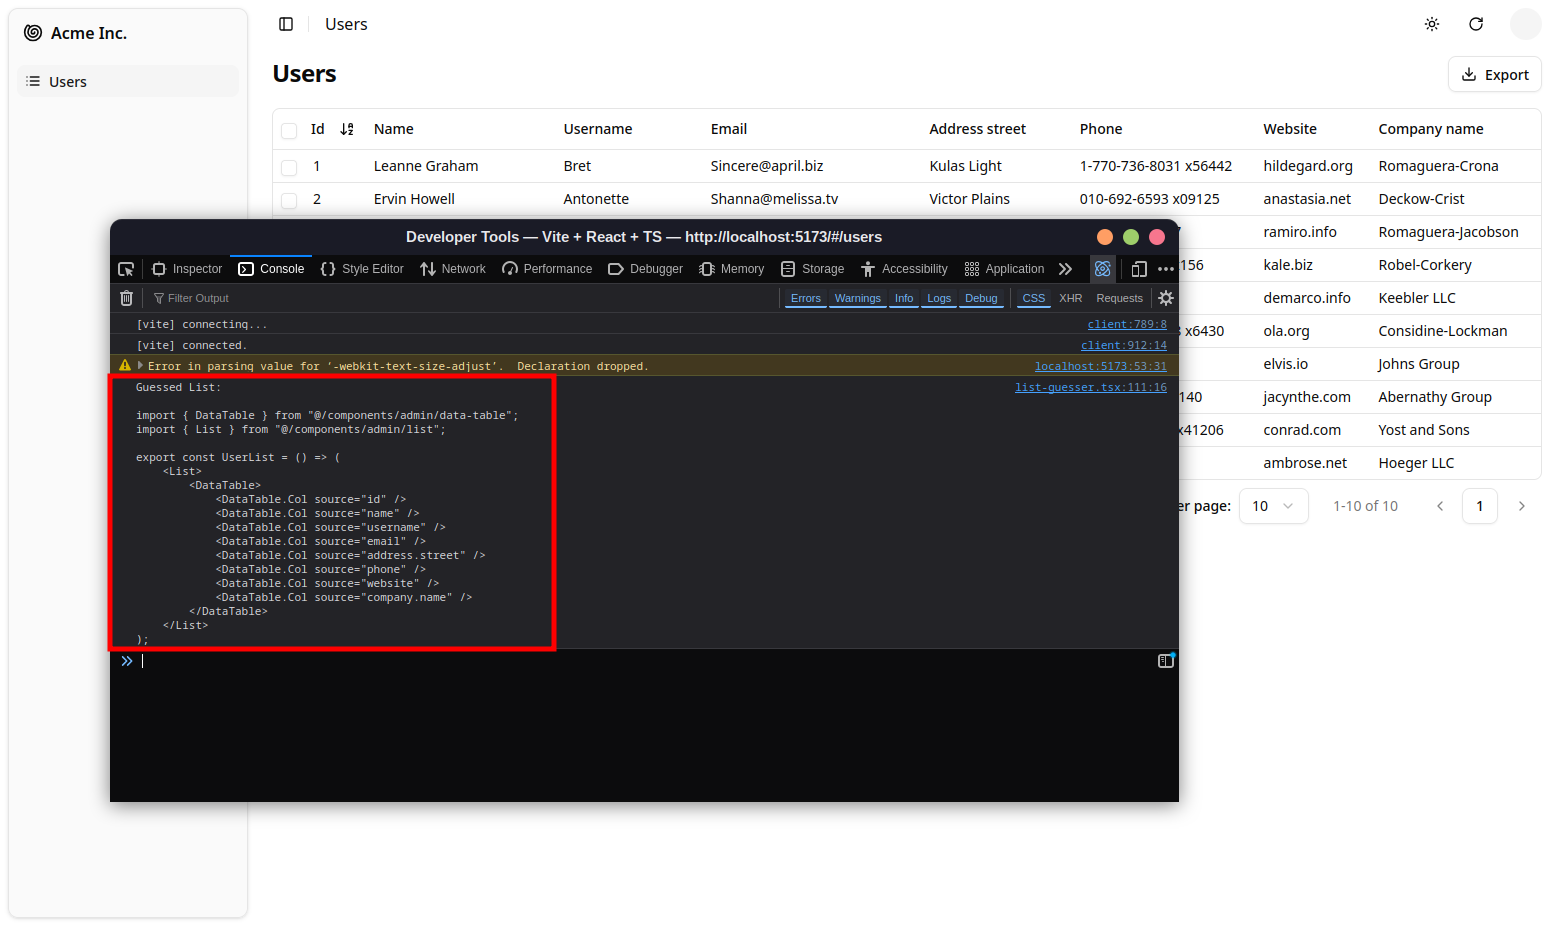 Acme Inc.
Users
Users
Users
Export
Id Name Username Email Address street Phone Website Company name
1 Leanne Graham Bret Sincere@april.biz Kulas Light 1-770-736-8031 x56442 hildegard.org Romaguera-Crona
2 Ervin Howell Antonette Shanna@melissa.tv Victor Plains 010-692-6593 x09125 anastasia.net Deckow-Crist
ramiro.info Romaguera-Jacobson
156 kale.biz Robel-Corkery
demarco.info Keebler LLC
x6430 ola.org Considine-Lockman
elvis.io Johns Group
140 jacynthe.com Abernathy Group
x41206 conrad.com Yost and Sons
ambrose.net Hoeger LLC
er page: 10 1-10 of 10 1
Developer Tools — Vite + React + TS — http://localhost:5173/#/users
Inspector Console Style Editor Network Performance Debugger Memory Storage Accessibility Application
Filter Output Errors Warnings Info Logs Debug CSS XHR Requests
[vite] connecting... client:789:8
[vite] connected. client:912:14
Error in parsing value for ‘-webkit-text-size-adjust’.  Declaration dropped. localhost:5173:53:31
Guessed List: list-guesser.tsx:111:16
import { DataTable } from "@/components/admin/data-table";
import { List } from "@/components/admin/list";
export const UserList = () => (
<List>
<DataTable>
<DataTable.Col source="id" />
<DataTable.Col source="name" />
<DataTable.Col source="username" />
<DataTable.Col source="email" />
<DataTable.Col source="address.street" />
<DataTable.Col source="phone" />
<DataTable.Col source="website" />
<DataTable.Col source="company.name" />
</DataTable>
</List>
);